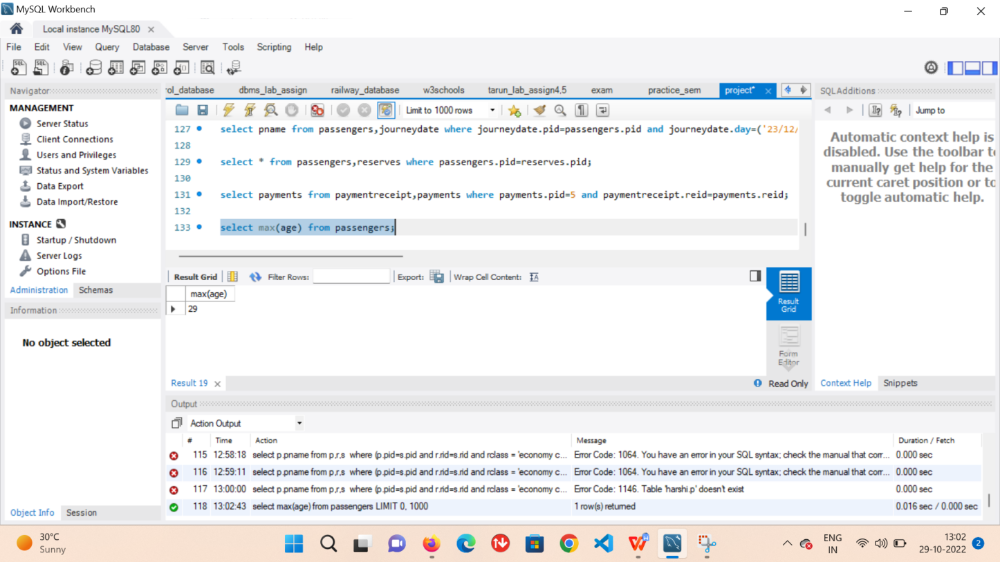 MySQL Workbench
Local instance MySQL80
File Edit View Query Database Server Tools Scripting Help
Navigator
MANAGEMENT
Server Status
Client Connections
Users and Privileges
Status and System Variables
Data Export
Data Import/Restore
INSTANCE
Startup / Shutdown
Server Logs
Options File
Administration Schemas
Information
No object selected
Object Info Session
rol_database dbms_lab_assign railway_database w3schools tarun_lab_assign4,5 exam practice_sem project*
Limit to 1000 rows
127 select pname from passengers,journeydate where journeydate.pid=passengers.pid and journeydate.day=('23/12/
128
129 select * from passengers,reserves where passengers.pid=reserves.pid;
130
131 select payments from paymentreceipt,payments where payments.pid=5 and paymentreceipt.reid=payments.reid;
132
133 select max(age) from passengers;
Result Grid Filter Rows: Export: Wrap Cell Content:
max(age)
29
Result Grid
Form Editor
Result 19
Read Only
SQLAdditions
Jump to
Automatic context help is
disabled. Use the toolbar to
manually get help for the
current caret position or to
toggle automatic help.
Context Help Snippets
Output
Action Output
# Time Action Message Duration / Fetch
115 12:58:18 select p.pname from p,r,s where (p.pid=s.pid and r.rid=s.rid and rclass = 'economy c... Error Code: 1064. You have an error in your SQL syntax; check the manual that corr... 0.000 sec
116 12:59:11 select p.pname from p,r,s where (p.pid=s.pid and r.rid=s.rid and rclass = 'economy c... Error Code: 1064. You have an error in your SQL syntax; check the manual that corr... 0.000 sec
117 13:00:00 select p.pname from p,r,s where (p.pid=s.pid and r.rid=s.rid and rclass = 'economy c... Error Code: 1146. Table 'harshi.p' doesn't exist 0.000 sec
118 13:02:43 select max(age) from passengers LIMIT 0, 1000 1 row(s) returned 0.016 sec / 0.000 sec
30°C
Sunny
ENG
IN
13:02
29-10-2022
2